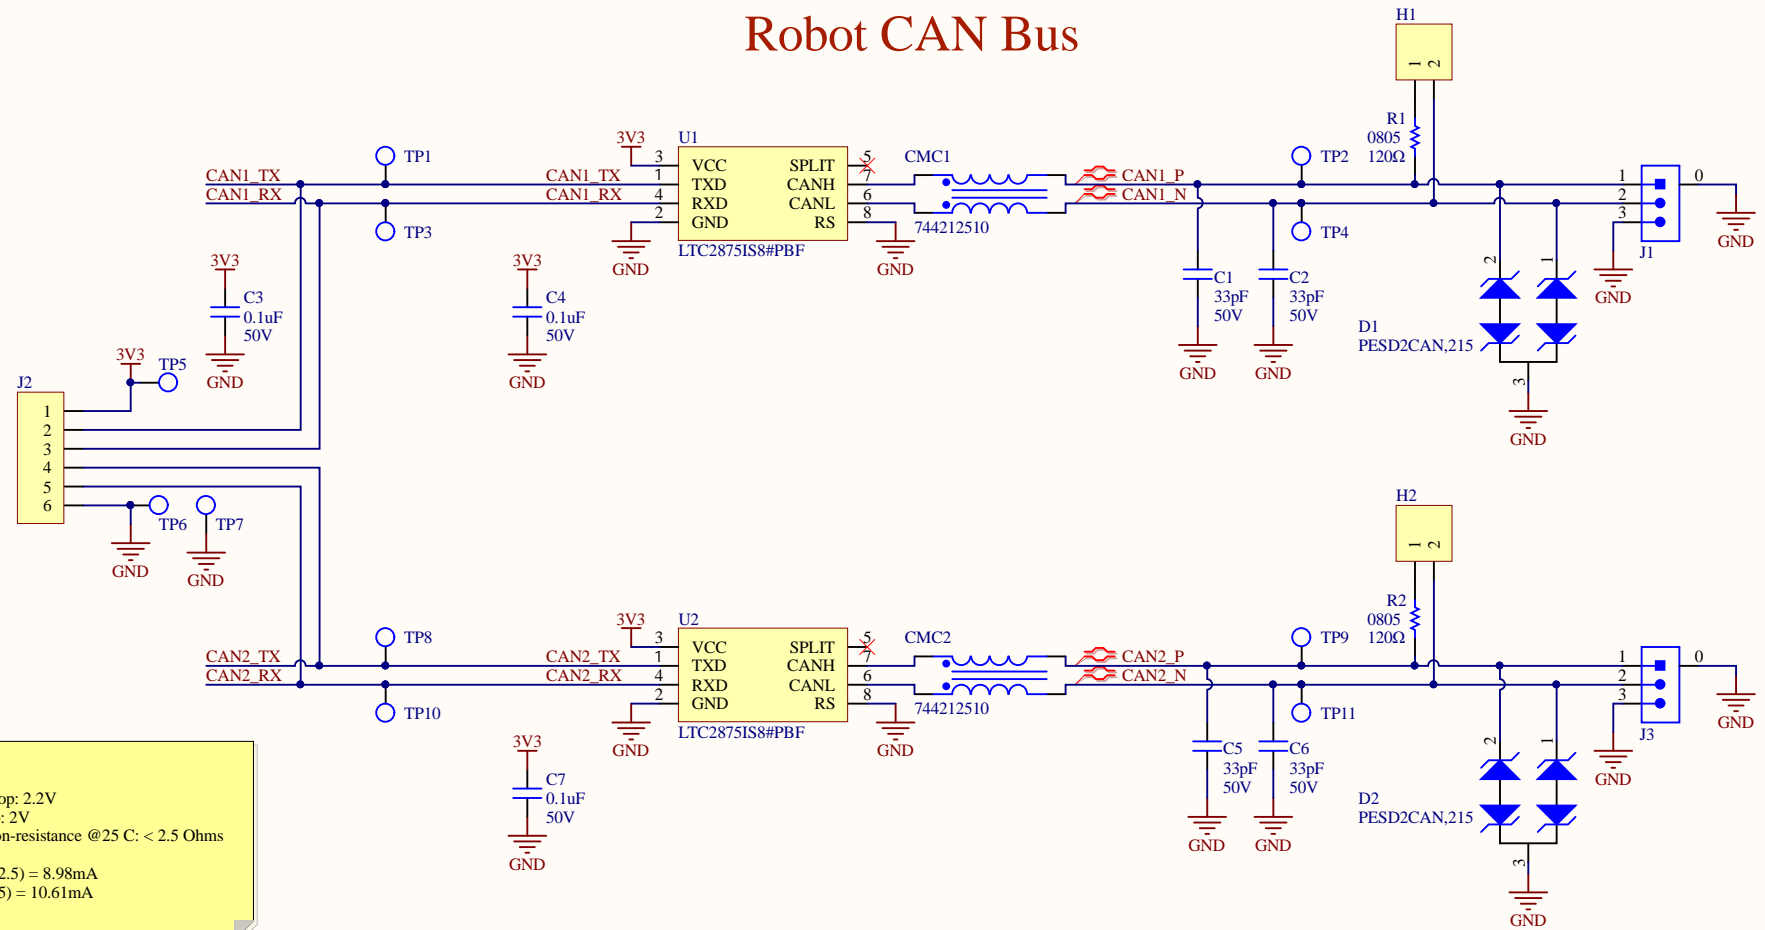 Robot CAN Bus
H1
1 2
R1
0805
120Ω
3V3
U1
3 VCC SPLIT 5
1 TXD CANH 7
4 RXD CANL 6
2 GND RS 8
LTC2875IS8#PBF
GND
GND
CAN1_TX
CAN1_RX
TP1
TP3
CAN1_TX
CAN1_RX
CMC1
744212510
CAN1_P
CAN1_N
TP2
TP4
1
2
3
0
J1
GND
GND
3V3
C3
0.1uF
50V
GND
3V3
C4
0.1uF
50V
GND
C1
33pF
50V
GND
C2
33pF
50V
GND
2 1
D1
PESD2CAN,215
3
GND
3V3
TP5
J2
1
2
3
4
5
6
TP6
TP7
GND
GND
H2
1 2
R2
0805
120Ω
3V3
U2
3 VCC SPLIT 5
1 TXD CANH 7
4 RXD CANL 6
2 GND RS 8
LTC2875IS8#PBF
GND
GND
CAN2_TX
CAN2_RX
TP8
TP10
CAN2_TX
CAN2_RX
CMC2
744212510
CAN2_P
CAN2_N
TP9
TP11
1
2
3
0
J3
GND
GND
3V3
C7
0.1uF
50V
GND
C5
33pF
50V
GND
C6
33pF
50V
GND
2 1
D2
PESD2CAN,215
3
GND
2.2V
2V
on-resistance @25 C: < 2.5 Ohms
2.5) = 8.98mA
5) = 10.61mA